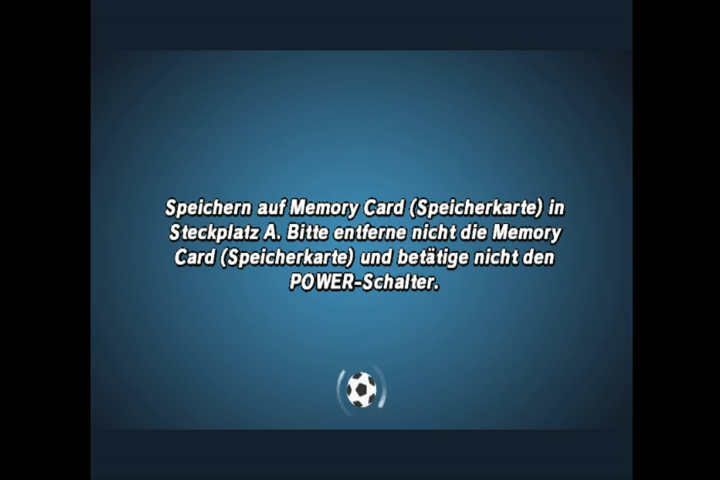 Speichern auf Memory Card (Speicherkarte) in
Steckplatz A. Bitte entferne nicht die Memory
Card (Speicherkarte) und betätige nicht den
POWER-Schalter.